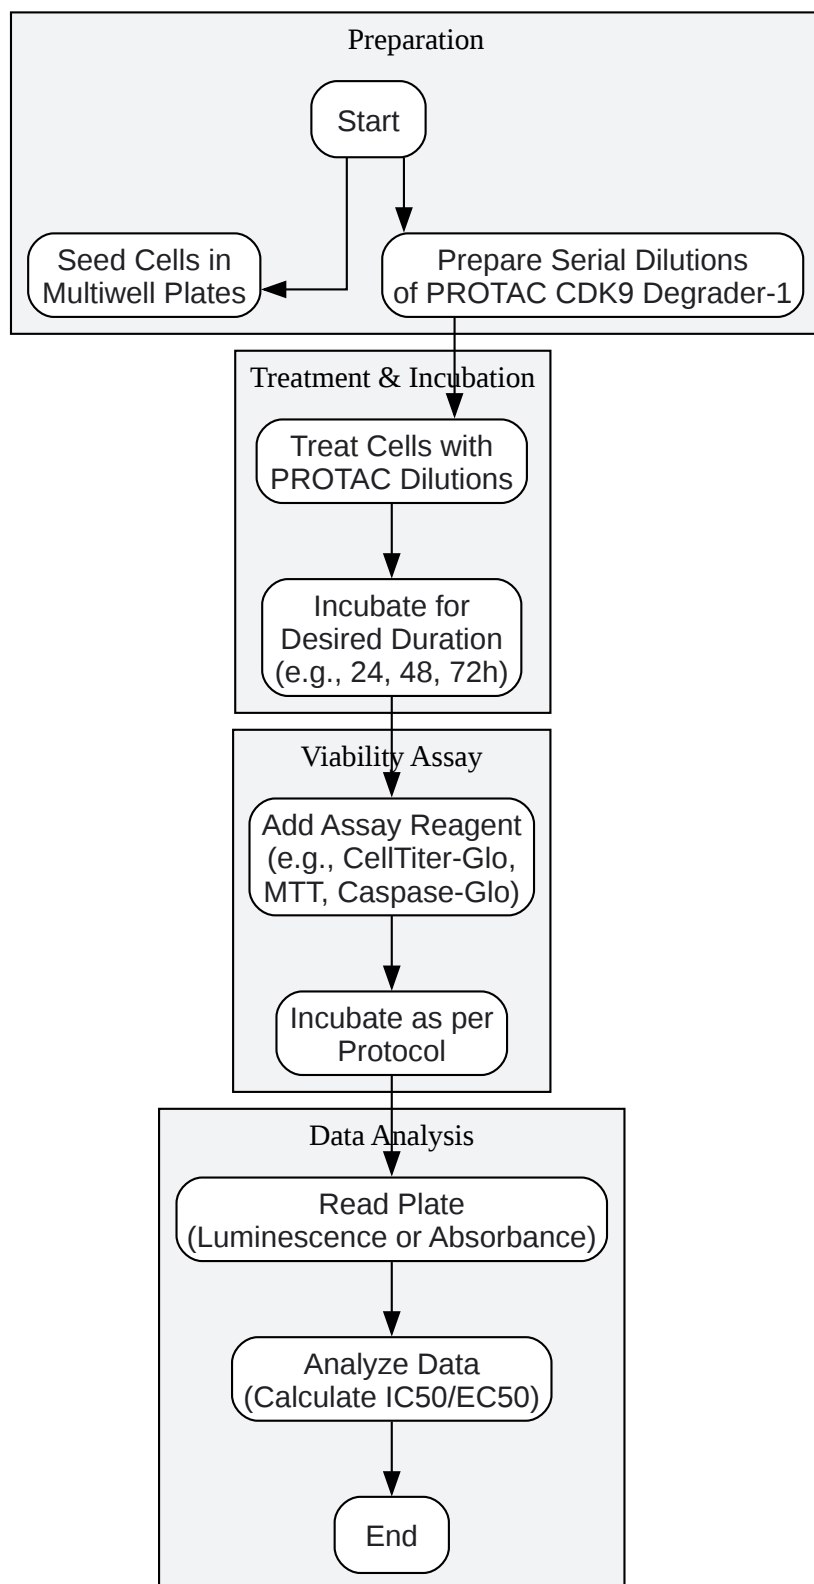 Preparation
Start
Seed Cells in
Multiwell Plates
Prepare Serial Dilutions
of PROTAC CDK9 Degrader-1
Treatment & Incubation
Treat Cells with
PROTAC Dilutions
Incubate for
Desired Duration
(e.g., 24, 48, 72h)
Viability Assay
Add Assay Reagent
(e.g., CellTiter-Glo,
MTT, Caspase-Glo)
Incubate as per
Protocol
Data Analysis
Read Plate
(Luminescence or Absorbance)
Analyze Data
(Calculate IC50/EC50)
End